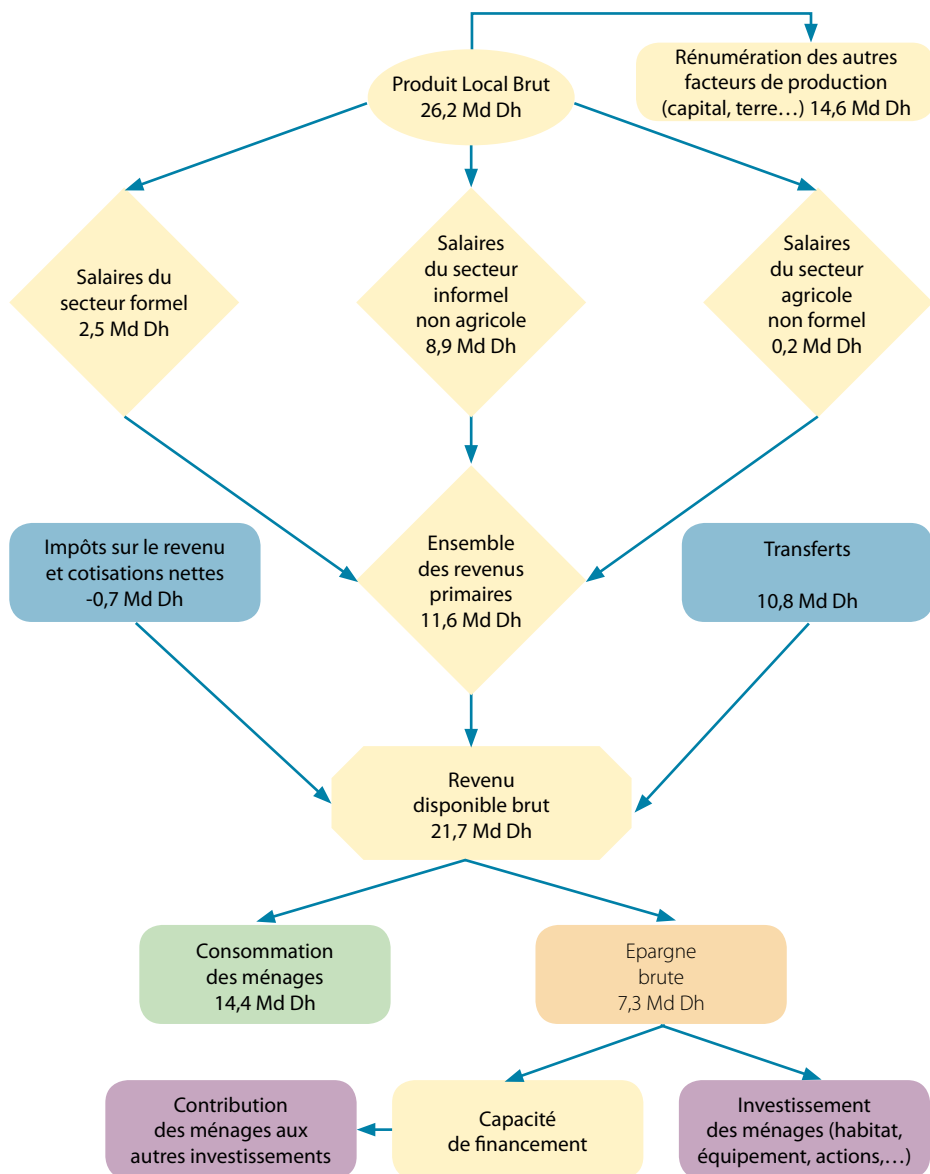 Produit Local Brut
26,2 Md Dh
Rénumération des autres
facteurs de production
(capital, terre…) 14,6 Md Dh
Salaires du
secteur formel
2,5 Md Dh
Salaires
du secteur
informel
non agricole
8,9 Md Dh
Salaires
du secteur
agricole
non formel
0,2 Md Dh
Impôts sur le revenu
et cotisations nettes
-0,7 Md Dh
Ensemble
des revenus
primaires
11,6 Md Dh
Transferts
10,8 Md Dh
Revenu
disponible brut
21,7 Md Dh
Consommation
des ménages
14,4 Md Dh
Epargne
brute
7,3 Md Dh
Contribution
des ménages aux
autres investissements
Capacité
de financement
Investissement
des ménages (habitat,
équipement, actions,…)